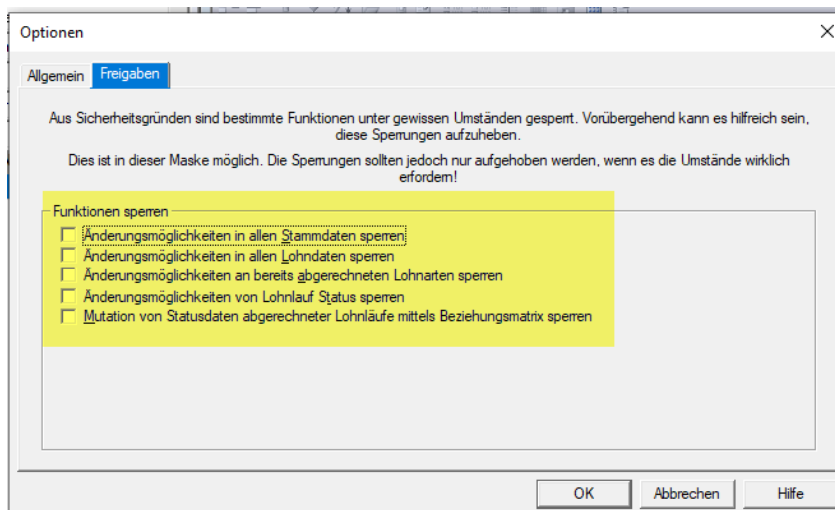 Optionen
Allgemein Freigaben
Aus Sicherheitsgründen sind bestimmte Funktionen unter gewissen Umständen gesperrt. Vorübergehend kann es hilfreich sein,
diese Sperrungen aufzuheben.
Dies ist in dieser Maske möglich. Die Sperrungen sollten jedoch nur aufgehoben werden, wenn es die Umstände wirklich
erfordern!
Funktionen sperren
Änderungsmöglichkeiten in allen Stammdaten sperren
Änderungsmöglichkeiten in allen Lohndaten sperren
Änderungsmöglichkeiten an bereits abgerechneten Lohnarten sperren
Änderungsmöglichkeiten von Lohnlauf Status sperren
Mutation von Statusdaten abgerechneter Lohnläufe mittels Beziehungsmatrix sperren
OK Abbrechen Hilfe